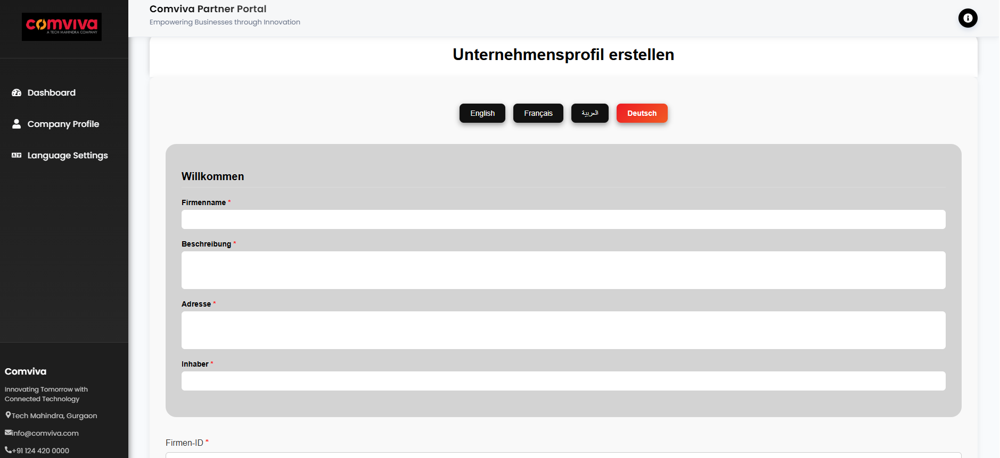 comviva
A TECH MAHINDRA COMPANY
Comviva Partner Portal
Empowering Businesses through Innovation
Dashboard
Company Profile
Language Settings
Unternehmensprofil erstellen
English
Français
العربية
Deutsch
Willkommen
Firmenname *
Beschreibung *
Adresse *
Inhaber *
Firmen-ID *
Comviva
Innovating Tomorrow with
Connected Technology
Tech Mahindra, Gurgaon
info@comviva.com
+91 124 420 0000